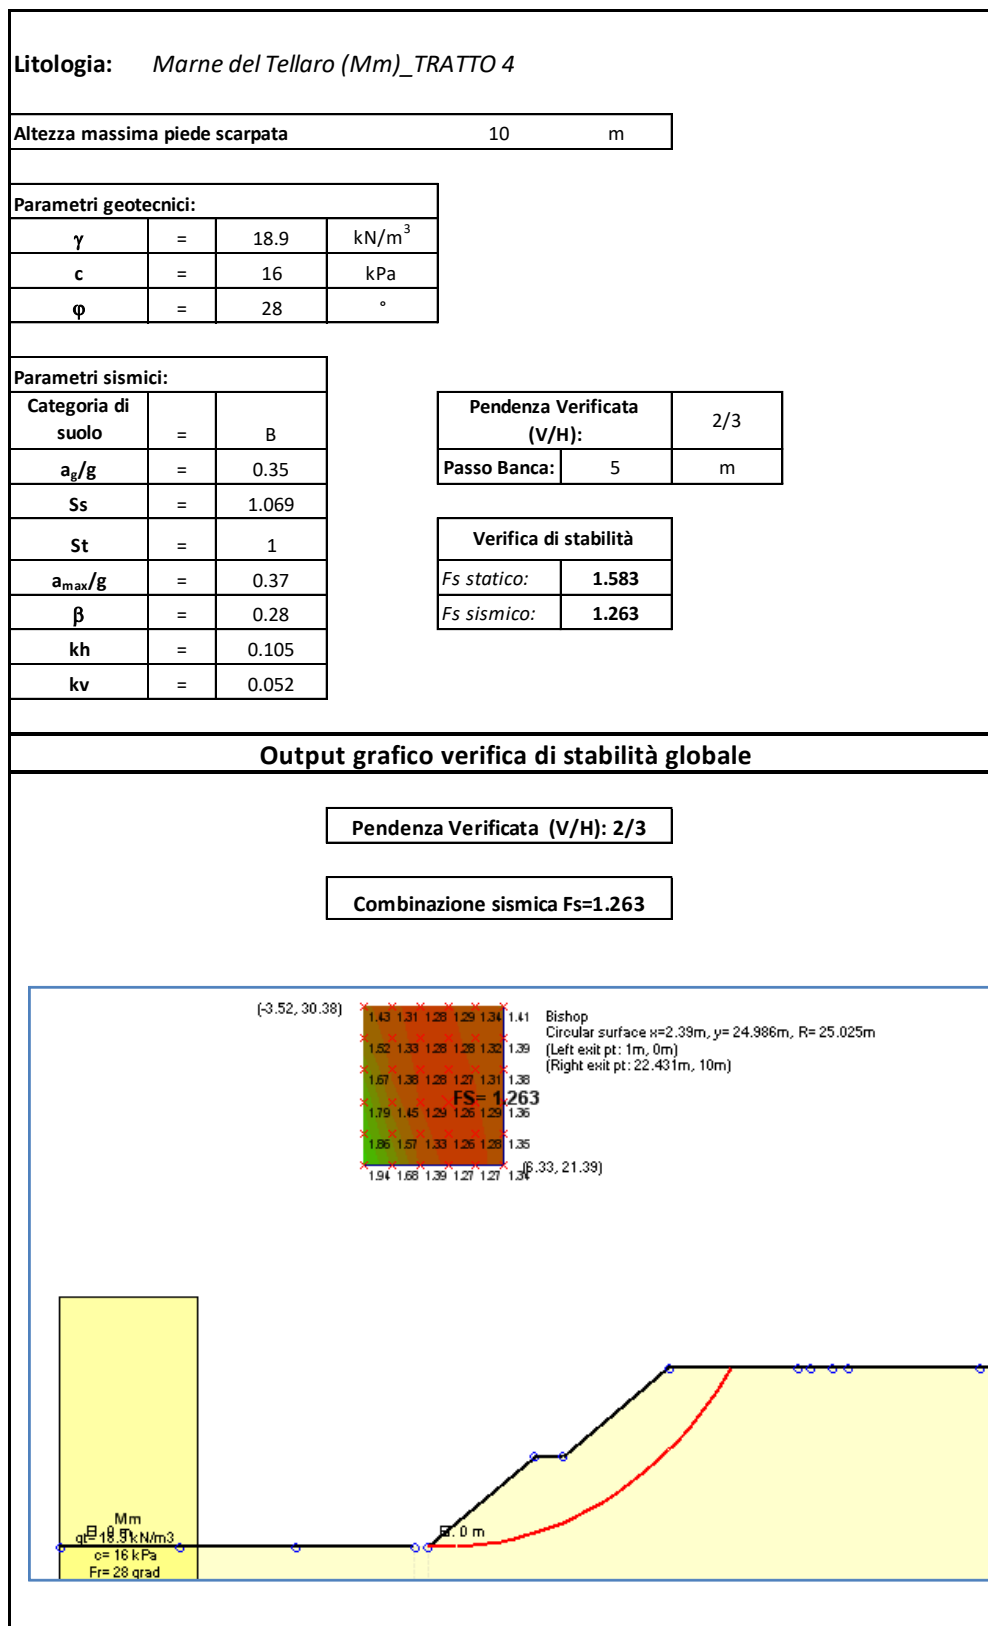 Litologia: Marne del Tellaro (Mm)_TRATTO 4
Altezza massima piede scarpata 10 m
Parametri geotecnici:
γ = 18.9 kN/m³
c = 16 kPa
φ = 28 °
Parametri sismici:
Categoria di suolo = B
ag/g = 0.35
Ss = 1.069
St = 1
amax/g = 0.37
β = 0.28
kh = 0.105
kv = 0.052
Pendenza Verificata (V/H): 2/3
Passo Banca: 5 m
Verifica di stabilità
Fs statico: 1.583
Fs sismico: 1.263
Output grafico verifica di stabilità globale
Pendenza Verificata (V/H): 2/3
Combinazione sismica Fs=1.263
(-3.52, 30.38)
1.43 1.31 1.28 1.29 1.34 1.41
1.52 1.33 1.28 1.28 1.32 1.39
1.67 1.38 1.28 1.27 1.31 1.38
FS= 1.263
1.79 1.45 1.29 1.26 1.29 1.36
1.86 1.57 1.33 1.26 1.28 1.35
1.94 1.68 1.39 1.27 1.27 1.34
(6.33, 21.39)
Bishop
Circular surface x=2.39m, y= 24.986m, R= 25.025m
(Left exit pt: 1m, 0m)
(Right exit pt: 22.431m, 10m)
Mm
gt= 18.9 kN/m3
c= 16 kPa
Fr= 28 grad
0 m
0 m